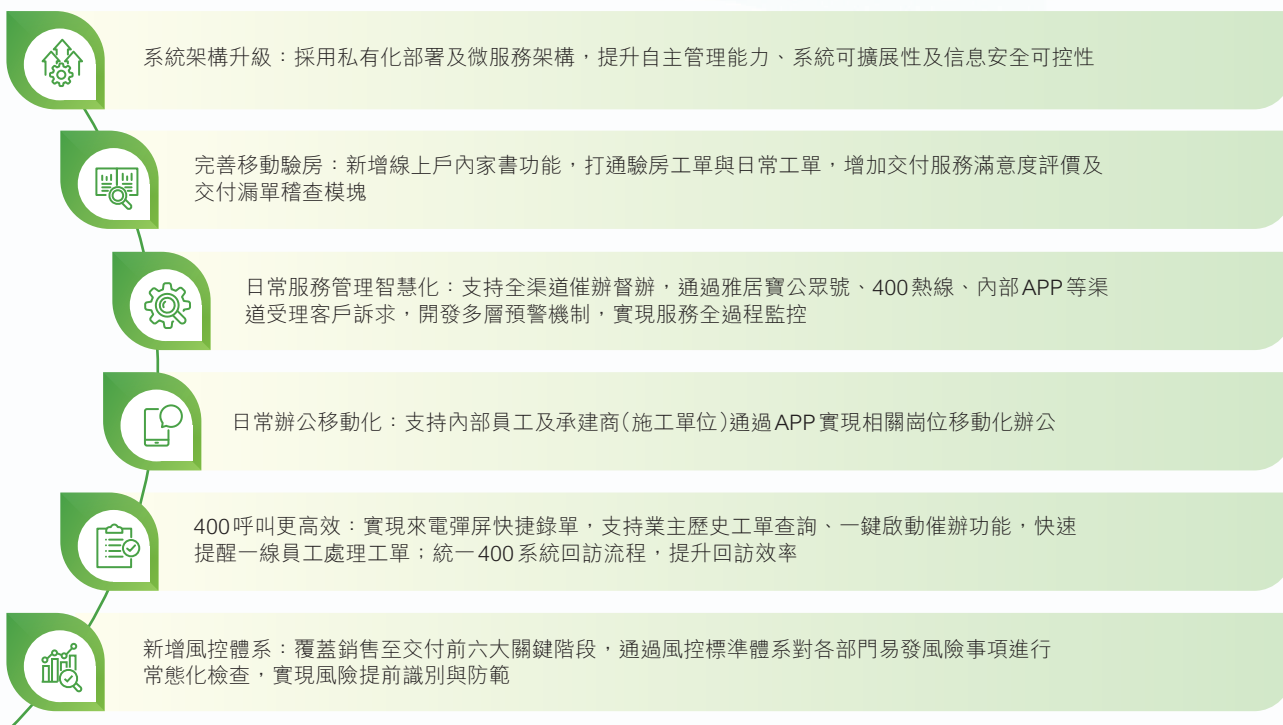 系統架構升級：採用私有化部署及微服務架構，提升自主管理能力、系統可擴展性及信息安全可控性
完善移動驗房：新增線上戶內家書功能，打通驗房工單與日常工單，增加交付服務滿意度評價及
交付漏單稽查模塊
日常服務管理智慧化：支持全渠道催辦督辦，通過雅居寶公眾號、400熱線、內部APP等渠
道受理客戶訴求，開發多層預警機制，實現服務全過程監控
日常辦公移動化：支持內部員工及承建商(施工單位)通過APP實現相關崗位移動化辦公
400呼叫更高效：實現來電彈屏快捷錄單，支持業主歷史工單查詢、一鍵啟動催辦功能，快速
提醒一線員工處理工單；統一400系統回訪流程，提升回訪效率
新增風控體系：覆蓋銷售至交付前六大關鍵階段，通過風控標準體系對各部門易發風險事項進行
常態化檢查，實現風險提前識別與防範